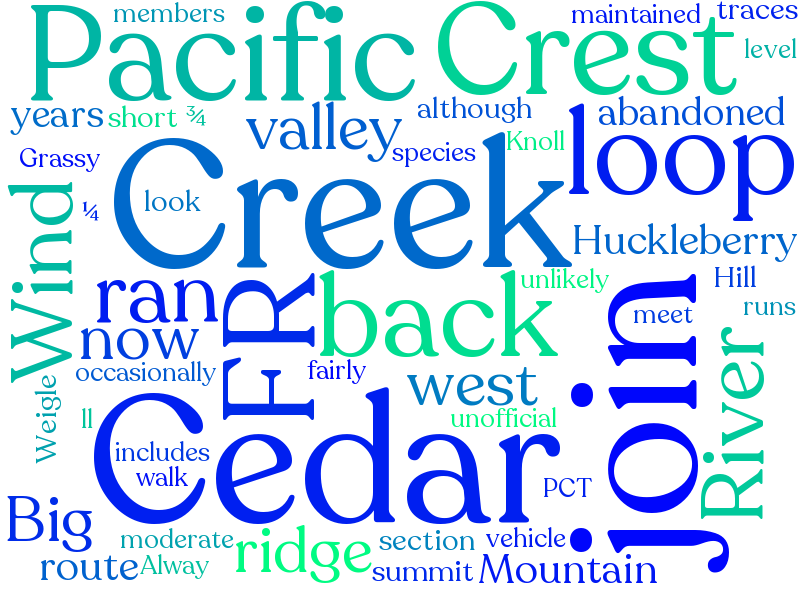 members
Pacific
Crest
maintained
traces
level
years
short
¾
valley
although
abandoned
Grassy
species
Knoll
loop
¼
look
Creek
Wind
Huckleberry
ran
FR
back
unlikely
Hill
runs
now
join
meet
occasionally
fairly
west
River
Weigle
ll
Cedar
unofficial
includes
walk
PCT
Big
moderate
ridge
section
vehicle
route
Alway
summit
Mountain